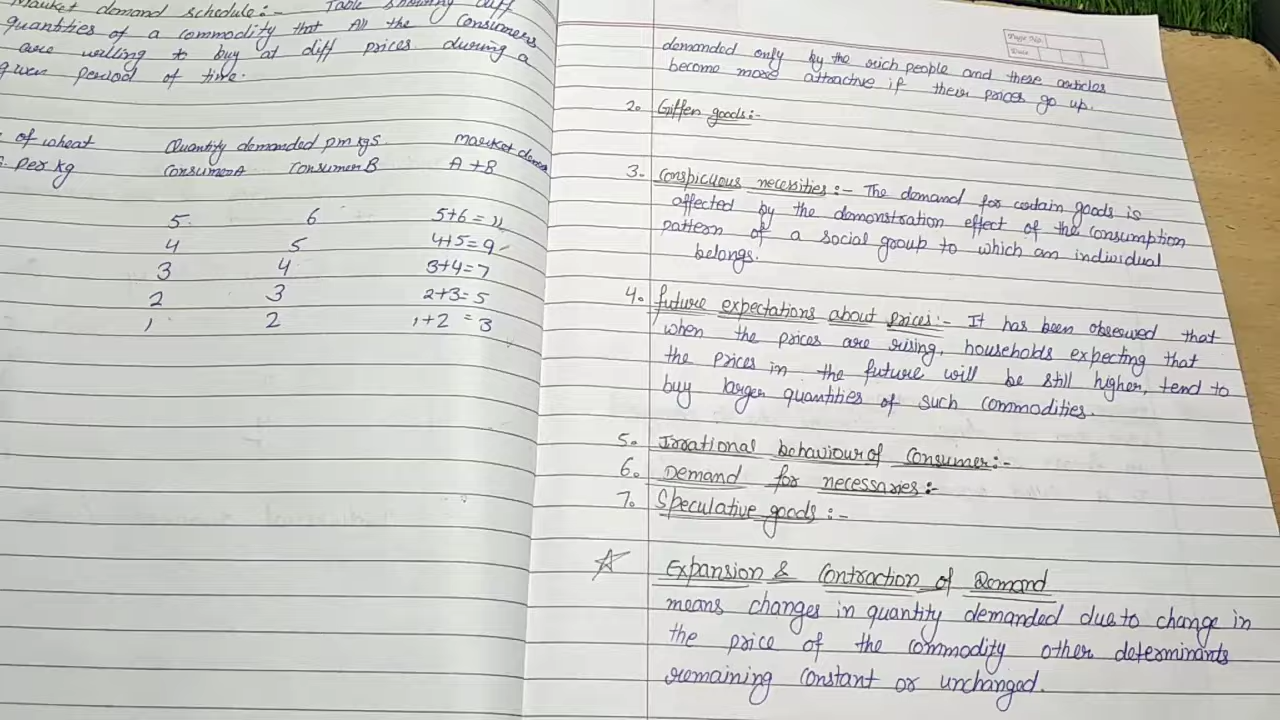 Market demand schedule:- Table showing diff
quantities of a commodity that All the Consumers
are willing to buy at diff prices during a
given period of time.
of wheat Quantity demanded pm kgs market
per kg Consumer A Consumer B A + B
5 6 5+6 = 11
4 5 4+5 = 9
3 4 3+4 = 7
2 3 2+3 = 5
1 2 1+2 = 3
Page No.
Date
demanded only by the rich people and these articles
become more attractive if their prices go up.
2. Giffen goods:-
3. Conspicuous necessities:- The demand for certain goods is
affected by the demonstration effect of the consumption
pattern of a social group to which an individual
belongs.
4. future expectations about prices:- It has been observed that
when the prices are rising, households expecting that
the prices in the future will be still higher, tend to
buy larger quantities of such commodities.
5. Irrational behaviour of Consumer:-
6. Demand for necessaries:-
7. Speculative goods:-
Expansion & Contraction of Demand
means changes in quantity demanded due to change in
the price of the commodity other determinants
remaining constant or unchanged.